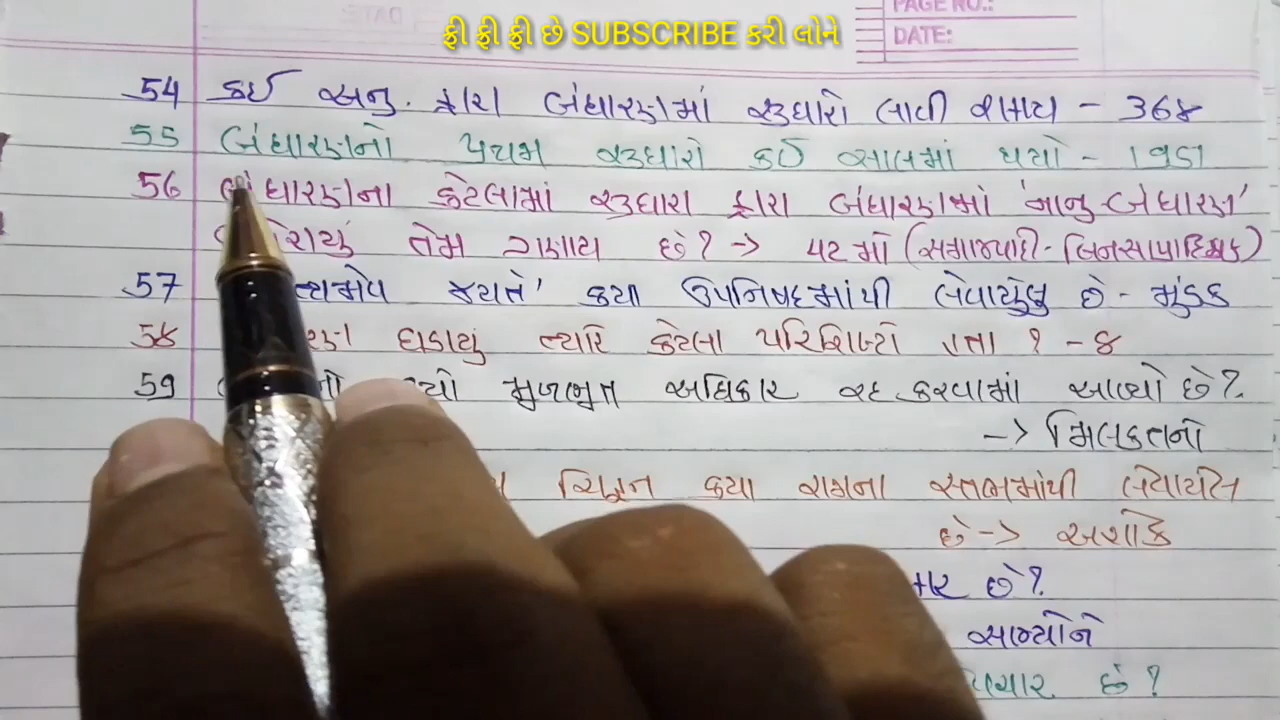 PAGE NO.:
ફ્રી ફ્રી ફ્રી છે SUBSCRIBE કરી લોને
DATE:
54 કઈ અનુ. દ્વારા બંધારણમાં સુધારો લાવી શકાય - 368
55 બંધારણનો પ્રથમ સુધારો કઈ સાલમાં થયો - 1951
56 બંધારણના કેટલામાં સુધારા દ્વારા બંધારણમાં 'નાનુ બંધારણ'
તેમ ગણાય છે? -> ૫૨માં (સમાજવાદી-બિનસાંપ્રદાયિક)
57 કયા ઉપનિષદમાંથી લેવાયેલું છે - મુંડક
58 ઘડાયું ત્યારે કેટલા પરિશિષ્ટો હતા ? - 8
59 મુળભુત અધિકાર રદ કરવામાં આવ્યો છે?
-> મિલકતનો
ચિહ્ન કયા રાજાના સ્તંભમાંથી લેવાયેલ
છે -> અશોક
છે?
રાજ્યોને
છે?